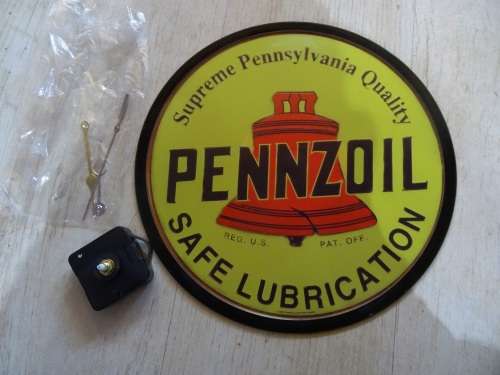 Supreme Pennsylvania Quality
PENNZOIL
REG. U.S. PAT. OFF.
SAFE LUBRICATION